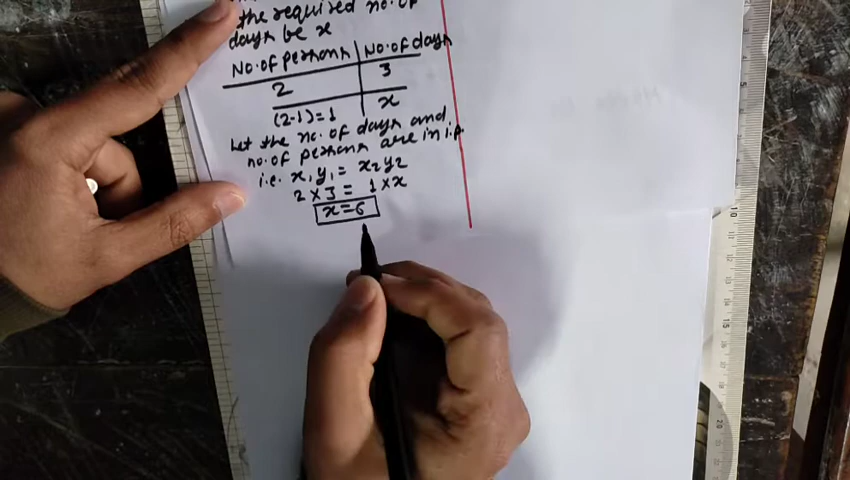 the required no. of
days be x
No. of persons | No. of days
2 3
(2-1)=1 x
Let the no. of days and
no. of persons are in i.p.
i.e. x₁y₁ = x₂y₂
2 × 3 = 1 × x
x = 6